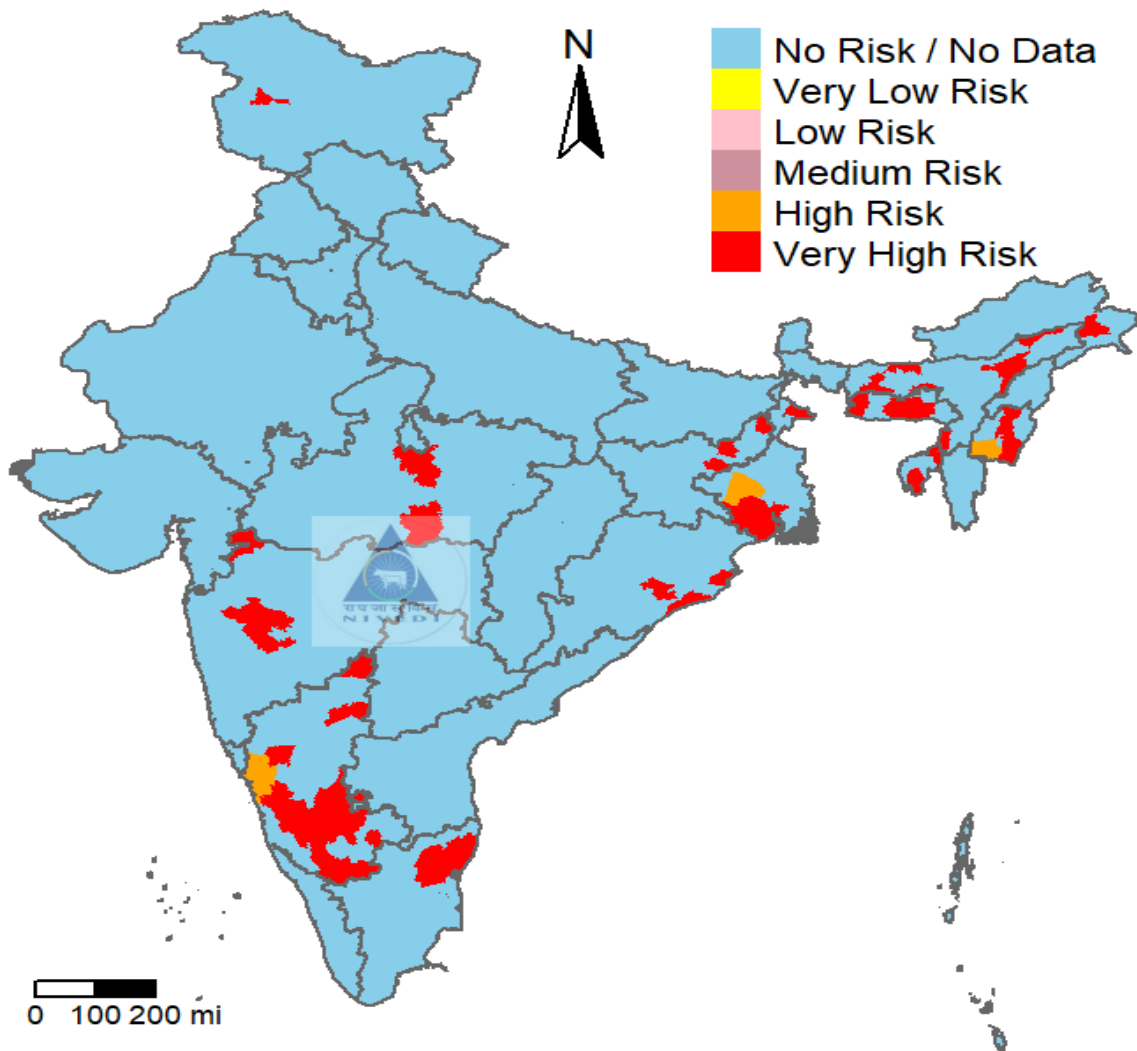 N
No Risk / No Data
Very Low Risk
Low Risk
Medium Risk
High Risk
Very High Risk
NIVEDI
0 100 200 mi